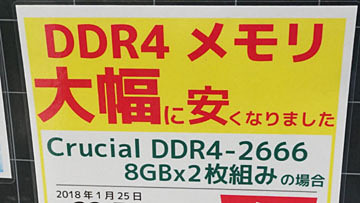 DDR4 メモリ
大幅に安くなりました
Crucial DDR4-2666
8GBx2枚組みの場合
2018年1月25日